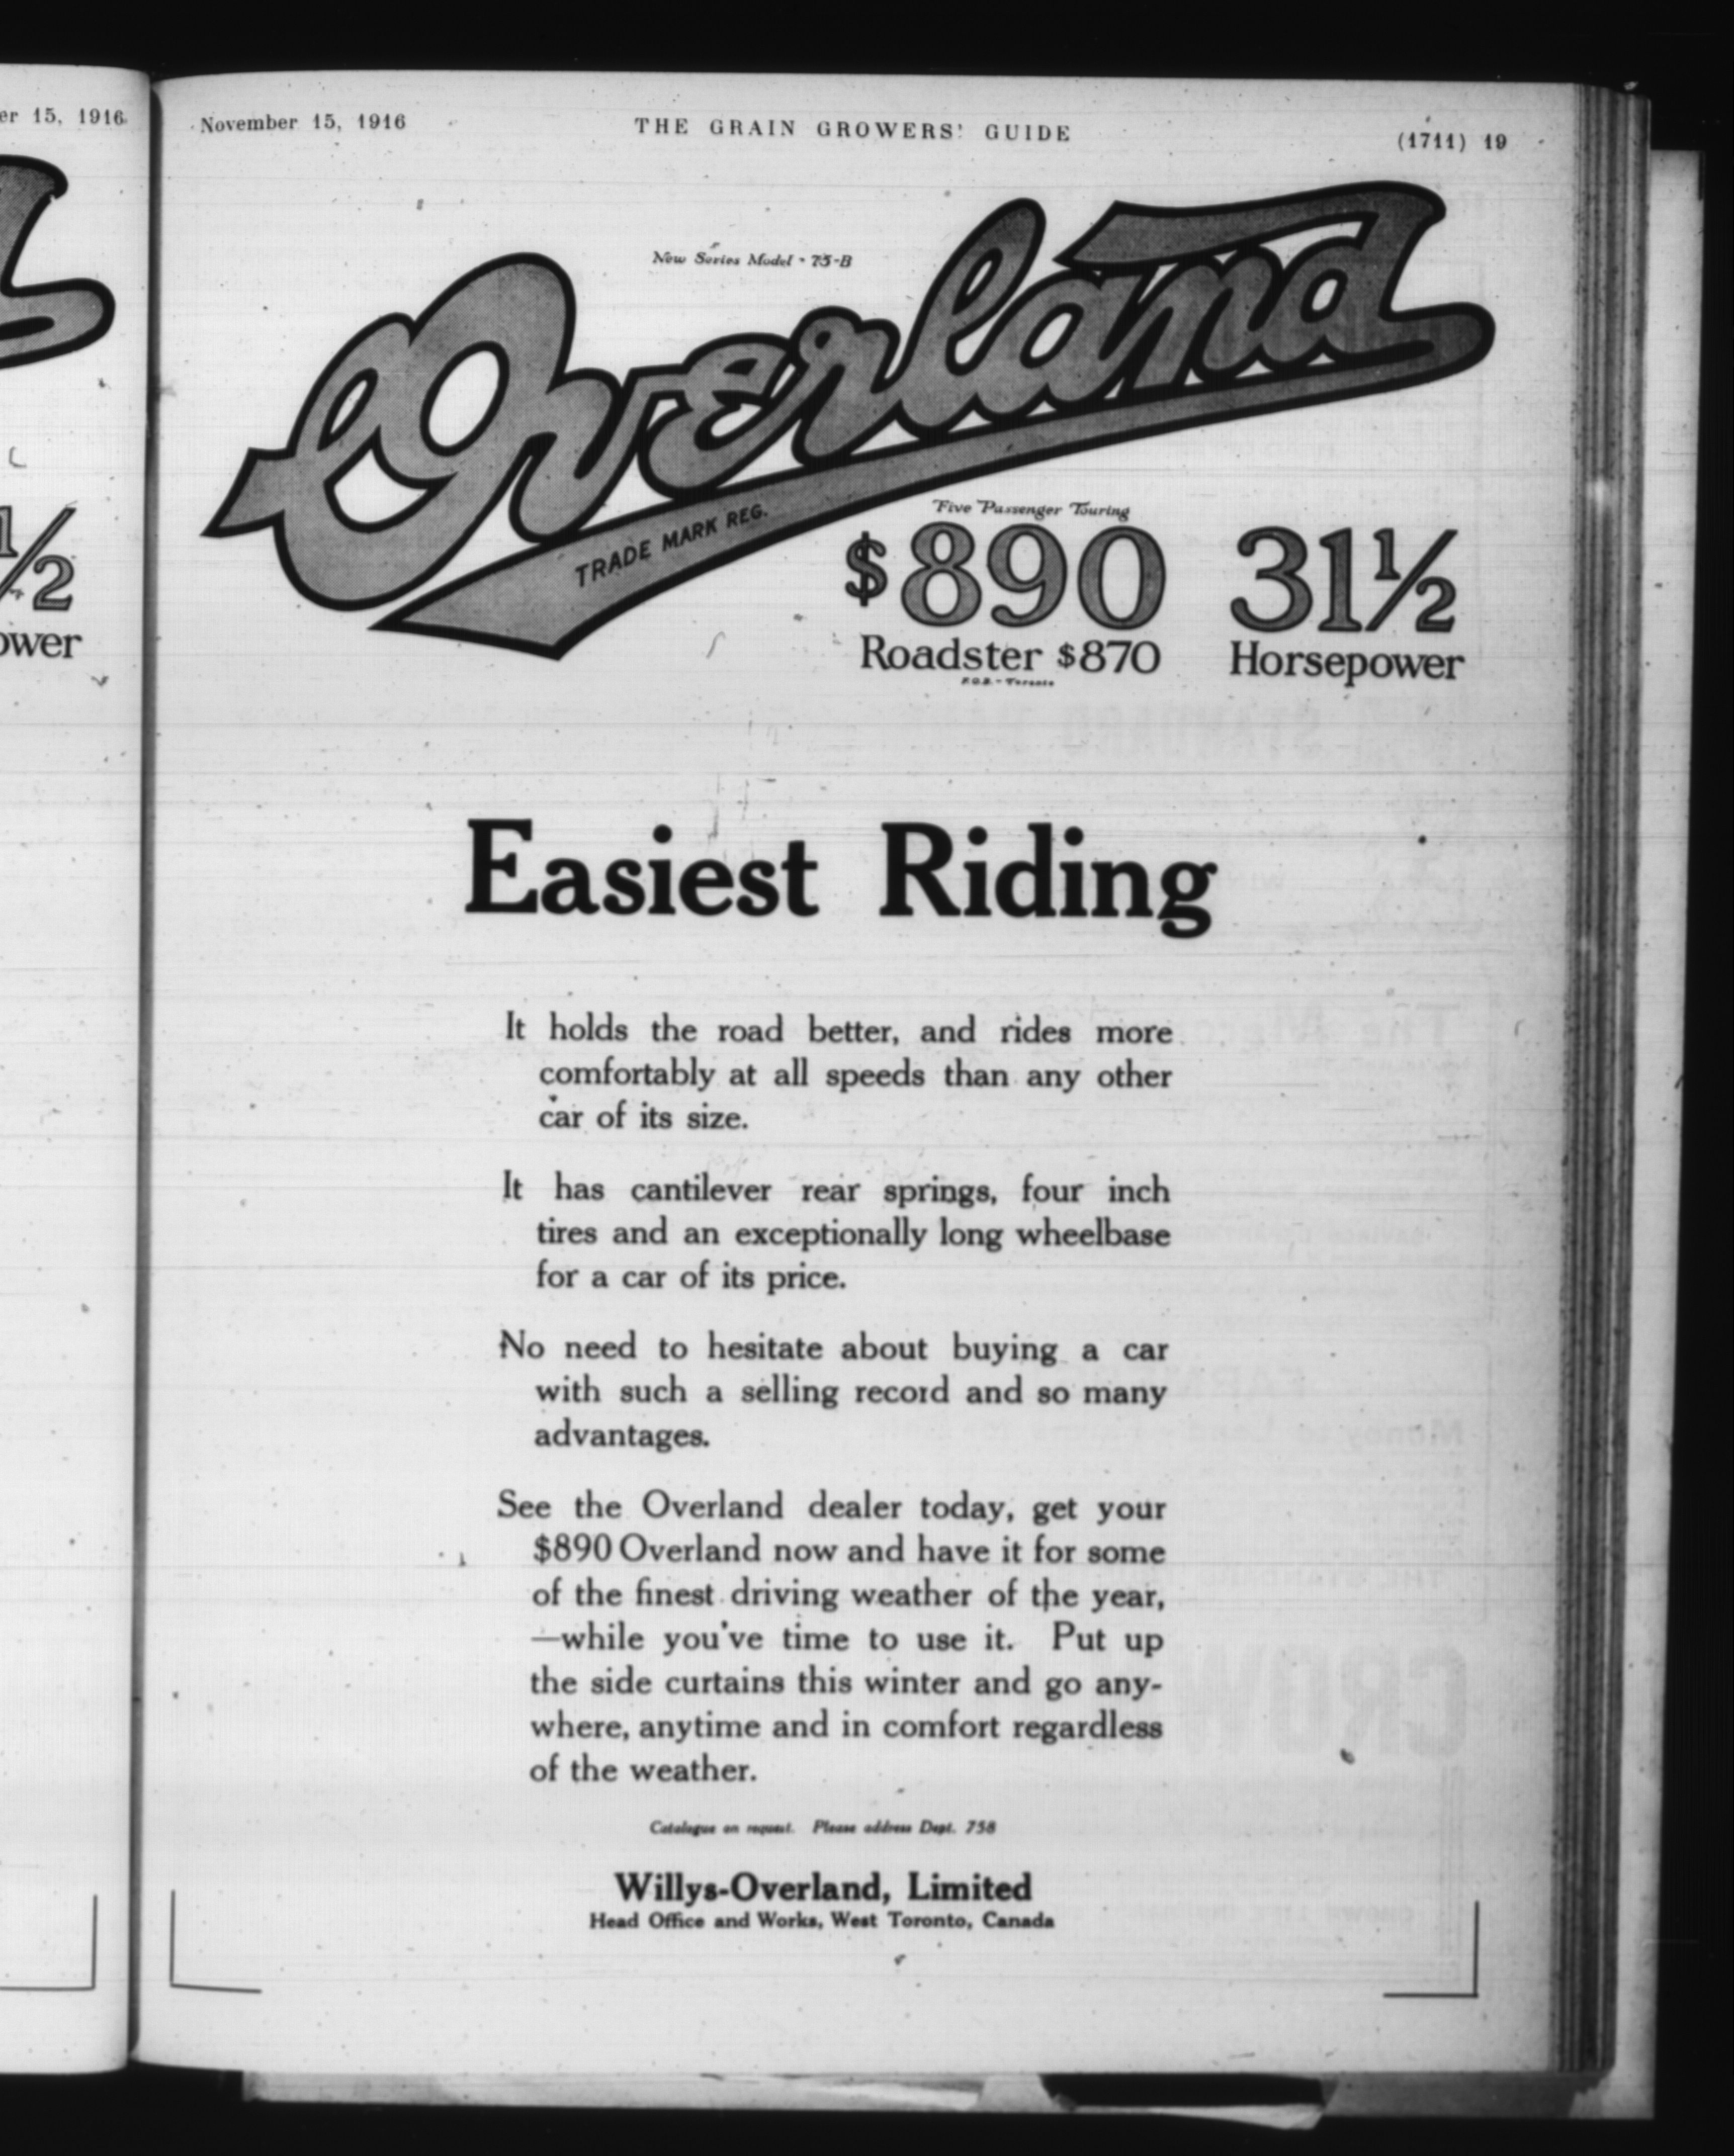 er 15, 1916
November 15, 1916
THE GRAIN GROWERS' GUIDE
(1711) 19
New Series Model - 75-B
Overland
TRADE MARK REG.
Five Passenger Touring
$890
31½
Roadster $870
Horsepower
F.O.B. - Toronto
½
ower
Easiest Riding
It holds the road better, and rides more
comfortably at all speeds than any other
car of its size.
It has cantilever rear springs, four inch
tires and an exceptionally long wheelbase
for a car of its price.
No need to hesitate about buying a car
with such a selling record and so many
advantages.
See the Overland dealer today, get your
$890 Overland now and have it for some
of the finest driving weather of the year,
—while you've time to use it. Put up
the side curtains this winter and go any-
where, anytime and in comfort regardless
of the weather.
Catalogue on request. Please address Dept. 758
Willys-Overland, Limited
Head Office and Works, West Toronto, Canada